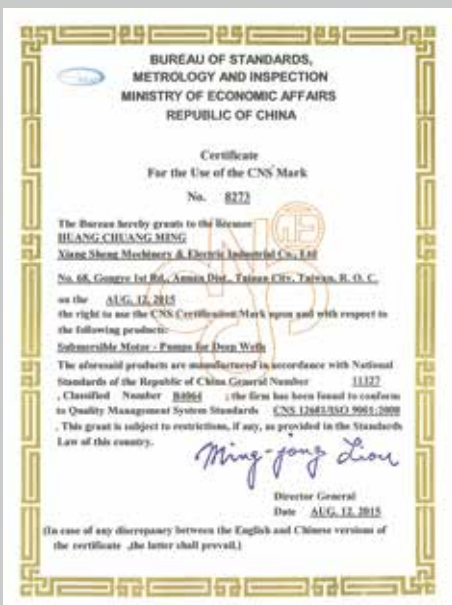 BUREAU OF STANDARDS,
METROLOGY AND INSPECTION
MINISTRY OF ECONOMIC AFFAIRS
REPUBLIC OF CHINA
Certificate
For the Use of the CNS Mark
No. 8273
The Bureau hereby grants to the licensee
HUANG CHUANG MING
Xiang Sheng Mechinery & Electric Industrial Co., Ltd
No. 68, Gongye 1st Rd., Annan Dist., Tainan City, Taiwan, R. O. C.
on the AUG, 12, 2015
the right to use the CNS Certification Mark upon and with respect to
the following products:
Submersible Motor - Pumps for Deep Wells
The aforesaid products are manufactured in accordance with National
Standards of the Republic of China General Number 11327
, Classified Number B4064 ; the firm has been found to conform
to Quality Management System Standards CNS 12681/ISO 9001:2008
. This grant is subject to restrictions, if any, as provided in the Standards
Law of this country.
Ming-jong Liou
Director General
Date AUG, 12, 2015
(In case of any discrepancy between the English and Chinese versions of
the certificate ,the latter shall prevail.)